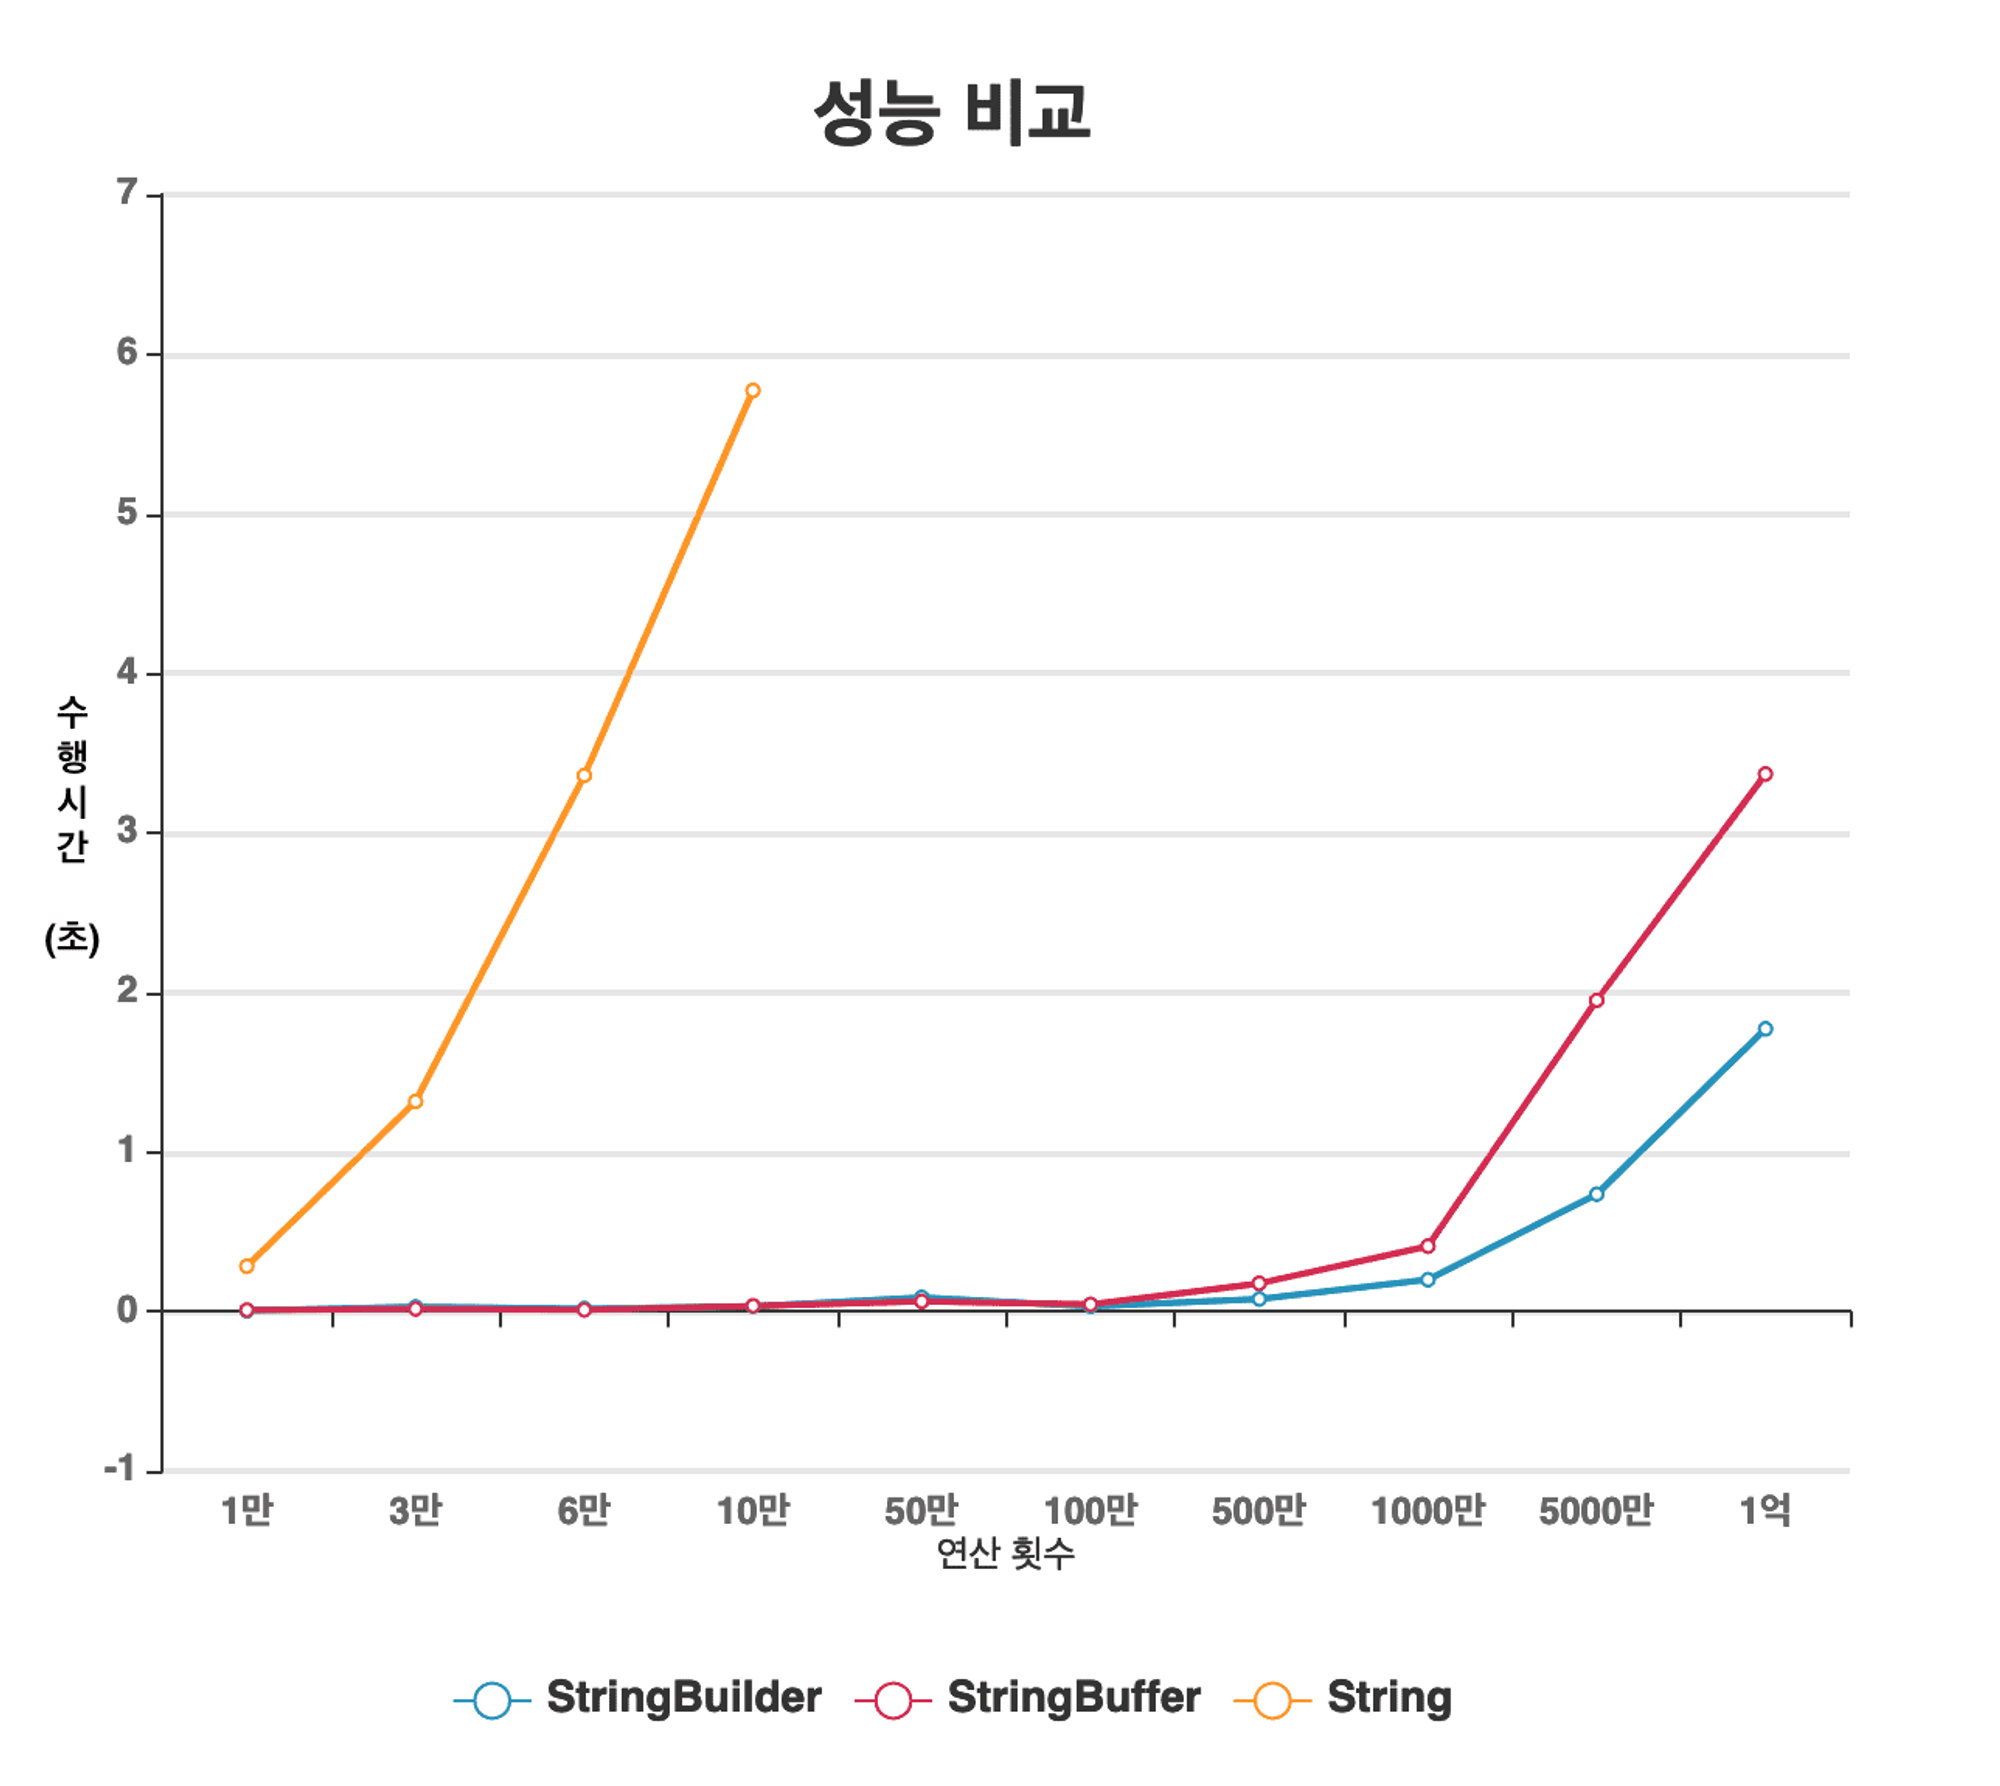 성능 비교
7
6
5
4
3
2
1
0
-1
수
행
시
간
(초)
1만 3만 6만 10만 50만 100만 500만 1000만 5000만 1억
연산 횟수
StringBuilder StringBuffer String